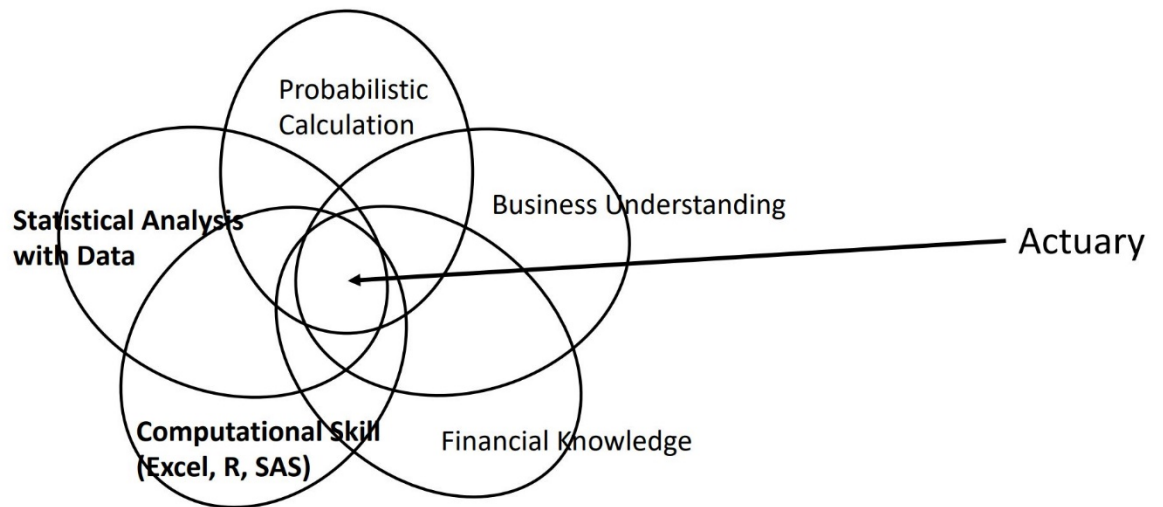 Probabilistic
Calculation
Business Understanding
Statistical Analysis
with Data
Actuary
Computational Skill
(Excel, R, SAS)
Financial Knowledge